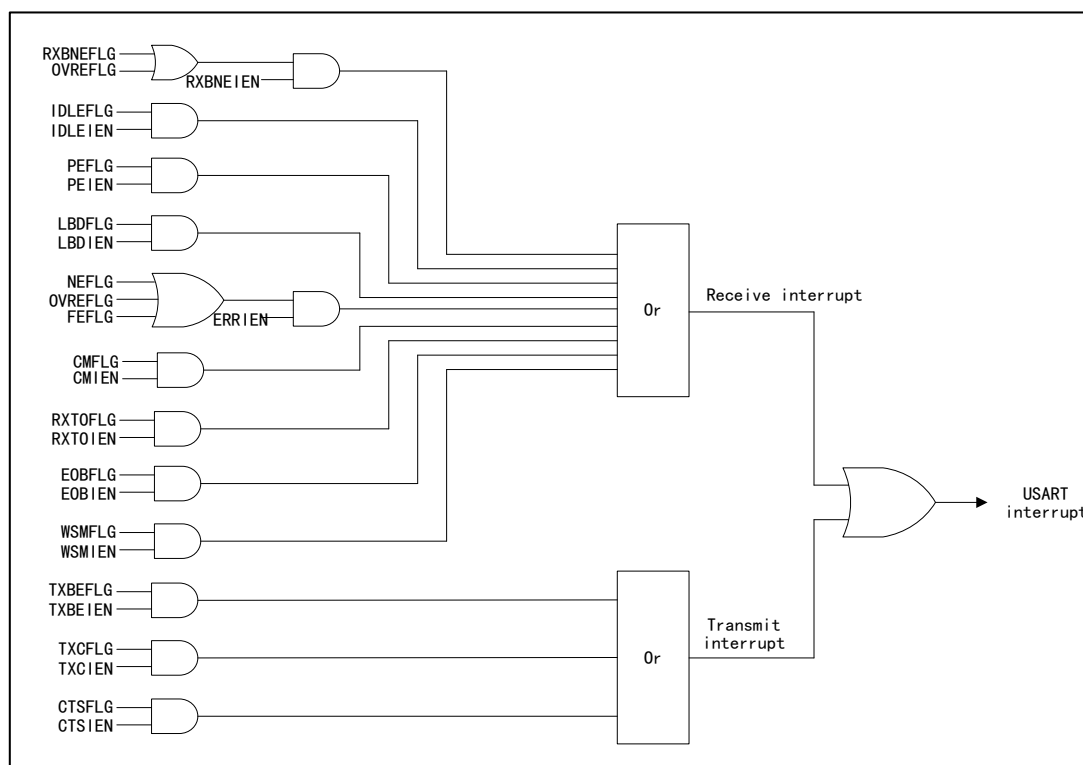 RXBNEFLG
OVREFLG
RXBNEIEN
IDLEFLG
IDLEIEN
PEFLG
PEIEN
LBDFLG
LBDIEN
NEFLG
OVREFLG
FEFLG
ERRIEN
CMFLG
CMIEN
RXTOFLG
RXTOIEN
EOBFLG
EOBIEN
WSMFLG
WSMIEN
TXBEFLG
TXBEIEN
TXCFLG
TXCIEN
CTSFLG
CTSIEN
Or
Receive interrupt
Or
Transmit
interrupt
USART
interrupt